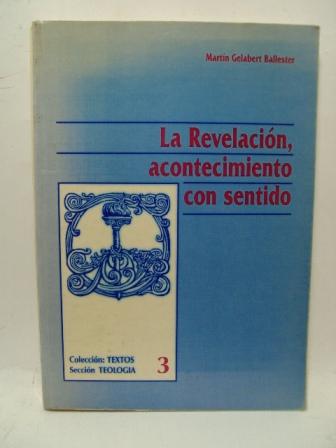 Martín Gelabert Ballester
La Revelación,
acontecimiento
con sentido
Colección: TEXTOS
Sección TEOLOGIA
3